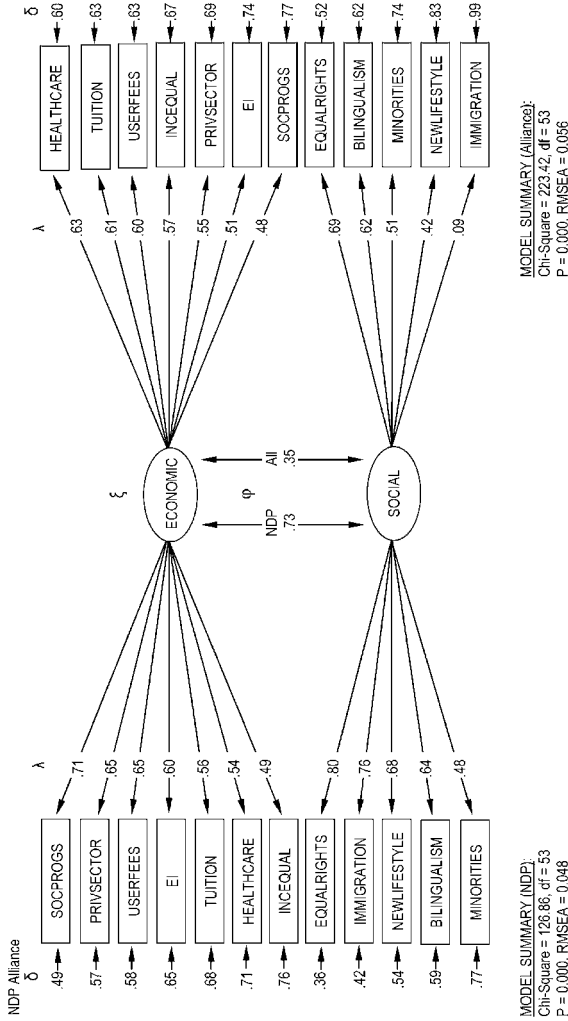 NDP Alliance
δ
λ
ξ
λ
δ
.49
SOCPROGS
.71
.63
HEALTHCARE
.60
.57
PRIVSECTOR
.65
.61
TUITION
.63
.58
USERFEES
.65
.60
USERFEES
.63
.65
EI
.60
ECONOMIC
.57
INCEQUAL
.67
.68
TUITION
.56
.55
PRIVSECTOR
.69
.71
HEALTHCARE
.54
.51
EI
.74
.76
INCEQUAL
.49
.48
SOCPROGS
.77
φ
NDP
.73
All
.35
.36
EQUALRIGHTS
.80
.69
EQUALRIGHTS
.52
.42
IMMIGRATION
.76
.62
BILINGUALISM
.62
.54
NEWLIFESTYLE
.68
SOCIAL
.51
MINORITIES
.74
.59
BILINGUALISM
.64
.42
NEWLIFESTYLE
.83
.77
MINORITIES
.48
.09
IMMIGRATION
.99
MODEL SUMMARY (NDP):
Chi-Square = 126.86, df = 53
P = 0.000, RMSEA = 0.048
MODEL SUMMARY (Alliance):
Chi-Square = 223.42, df = 53
P = 0.000, RMSEA = 0.056